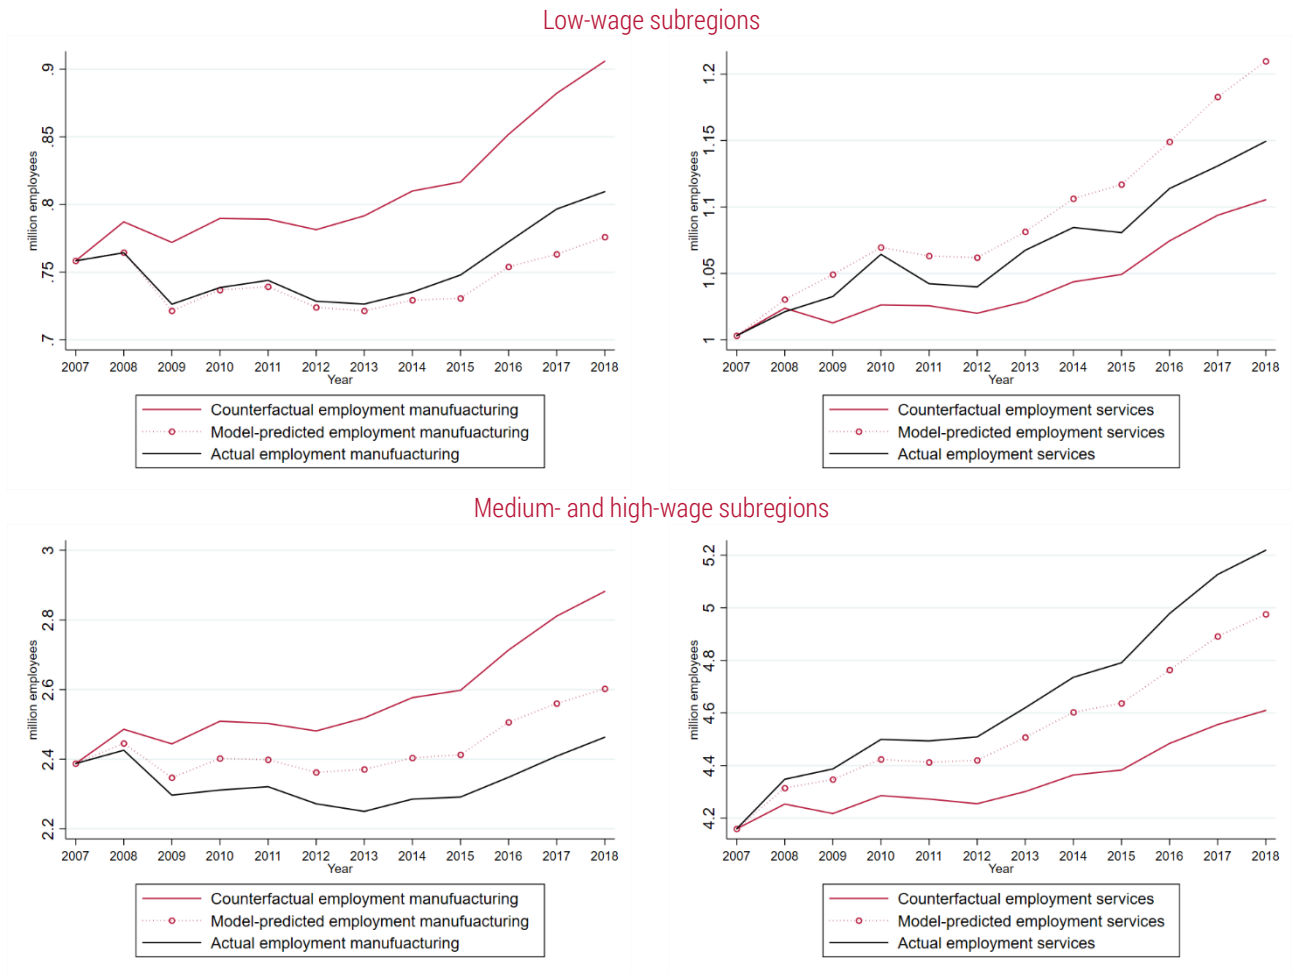 Low-wage subregions
.9
.85
.8
.75
.7
million employees
2007 2008 2009 2010 2011 2012 2013 2014 2015 2016 2017 2018
Year
Counterfactual employment manufuacturing
Model-predicted employment manufuacturing
Actual employment manufuacturing
1.2
1.15
1.1
1.05
1
million employees
2007 2008 2009 2010 2011 2012 2013 2014 2015 2016 2017 2018
Year
Counterfactual employment services
Model-predicted employment services
Actual employment services
Medium- and high-wage subregions
3
2.8
2.6
2.4
2.2
million employees
2007 2008 2009 2010 2011 2012 2013 2014 2015 2016 2017 2018
Year
Counterfactual employment manufuacturing
Model-predicted employment manufuacturing
Actual employment manufuacturing
5.2
5
4.8
4.6
4.4
4.2
million employees
2007 2008 2009 2010 2011 2012 2013 2014 2015 2016 2017 2018
Year
Counterfactual employment services
Model-predicted employment services
Actual employment services